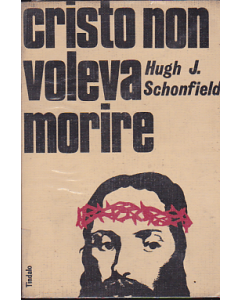 cristo non
voleva
Hugh J.
Schonfield
morire
Tindalo